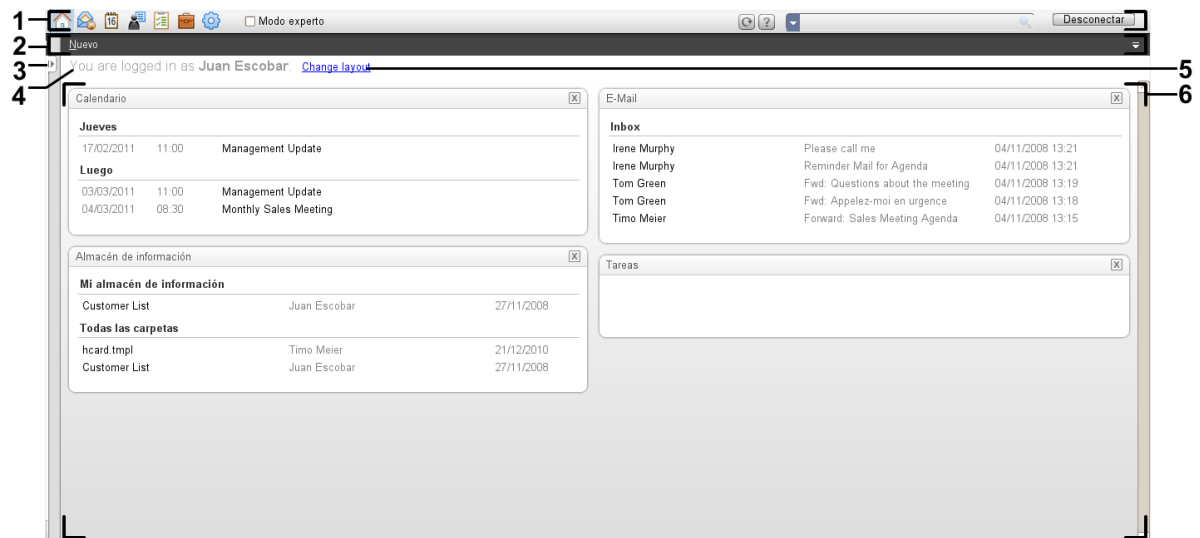 1
16
Modo experto
?
Desconectar
2
Nuevo
3
You are logged in as Juan Escobar. Change layout
5
4
6
Calendario X
Jueves
17/02/2011 11:00 Management Update
Luego
03/03/2011 11:00 Management Update
04/03/2011 08:30 Monthly Sales Meeting
E-Mail X
Inbox
Irene Murphy Please call me 04/11/2008 13:21
Irene Murphy Reminder Mail for Agenda 04/11/2008 13:21
Tom Green Fwd: Questions about the meeting 04/11/2008 13:19
Tom Green Fwd: Appelez-moi en urgence 04/11/2008 13:18
Timo Meier Forward: Sales Meeting Agenda 04/11/2008 13:15
Almacén de información X
Mi almacén de información
Customer List Juan Escobar 27/11/2008
Todas las carpetas
hcard.tmpl Timo Meier 21/12/2010
Customer List Juan Escobar 27/11/2008
Tareas X